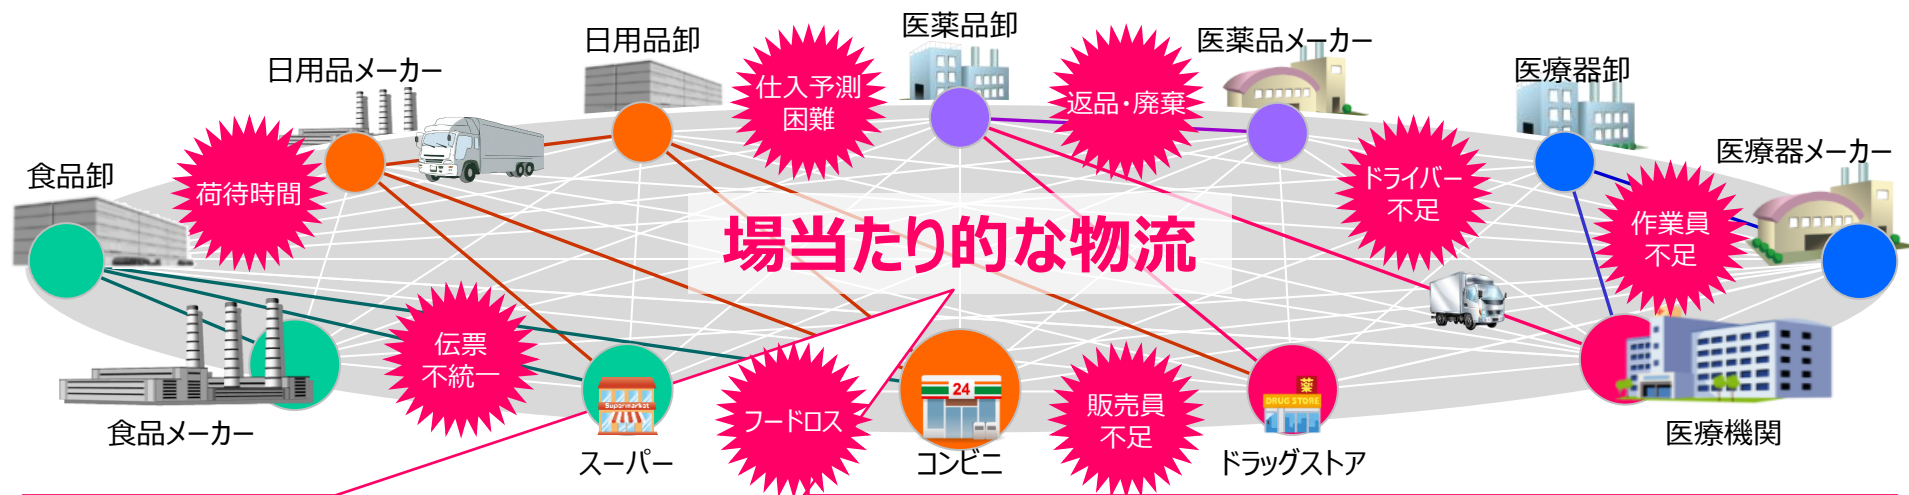 医薬品卸
日用品卸
医薬品メーカー
日用品メーカー
医療器卸
仕入予測
困難
返品・廃棄
医療器メーカー
食品卸
荷待時間
ドライバー
不足
作業員
不足
場当たり的な物流
伝票
不統一
24
薬
DRUG STORE
Supermarket
フードロス
販売員
不足
食品メーカー
スーパー
コンビニ
ドラッグストア
医療機関